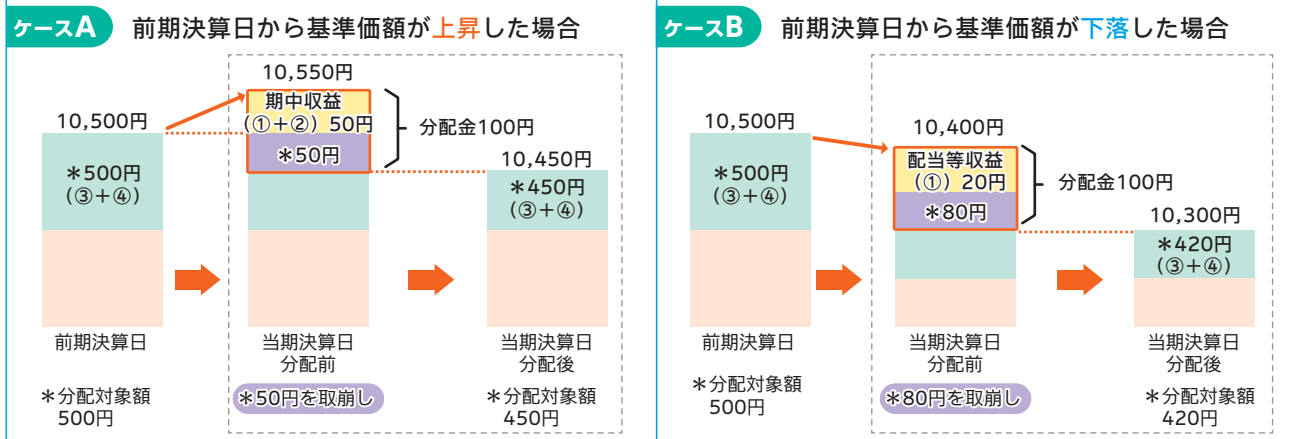 ケースA 前期決算日から基準価額が上昇した場合
10,500円
*500円
(③+④)
前期決算日
*分配対象額
500円
10,550円
期中収益
(①+②)50円
*50円
分配金100円
当期決算日
分配前
*50円を取崩し
10,450円
*450円
(③+④)
当期決算日
分配後
*分配対象額
450円
ケースB 前期決算日から基準価額が下落した場合
10,500円
*500円
(③+④)
前期決算日
*分配対象額
500円
10,400円
配当等収益
(①)20円
*80円
分配金100円
当期決算日
分配前
*80円を取崩し
10,300円
*420円
(③+④)
当期決算日
分配後
*分配対象額
420円